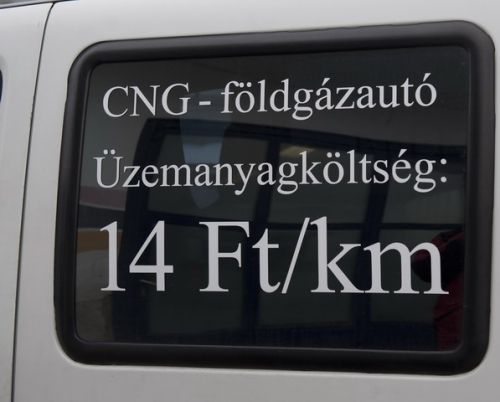 CNG - földgázautó
Üzemanyagköltség:
14 Ft/km